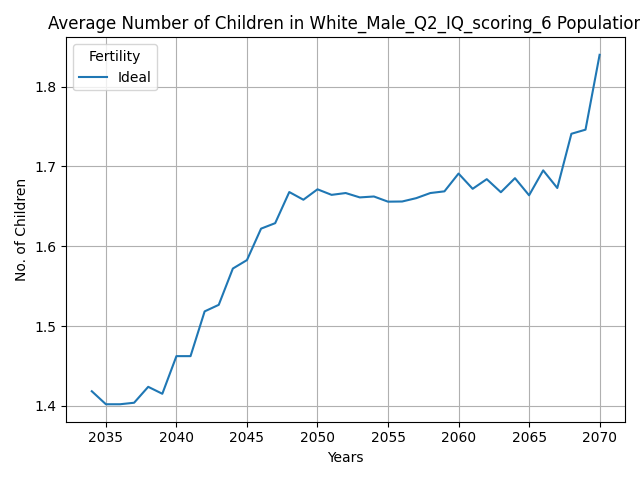 Average Number of Children in White_Male_Q2_IQ_scoring_6 Population
Fertility
Ideal
No. of Children
1.8
1.7
1.6
1.5
1.4
2035 2040 2045 2050 2055 2060 2065 2070
Years